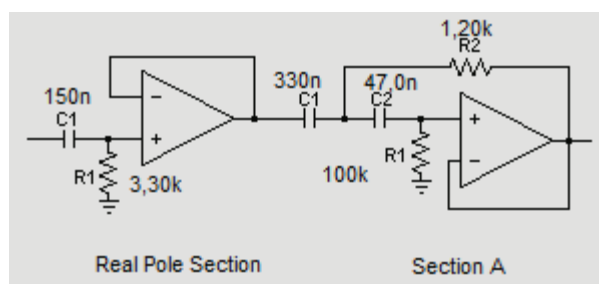 1,20k
R2
150n
C1
330n
C1
47,0n
C2
−
+
+
−
R1
3,30k
R1
100k
Real Pole Section
Section A